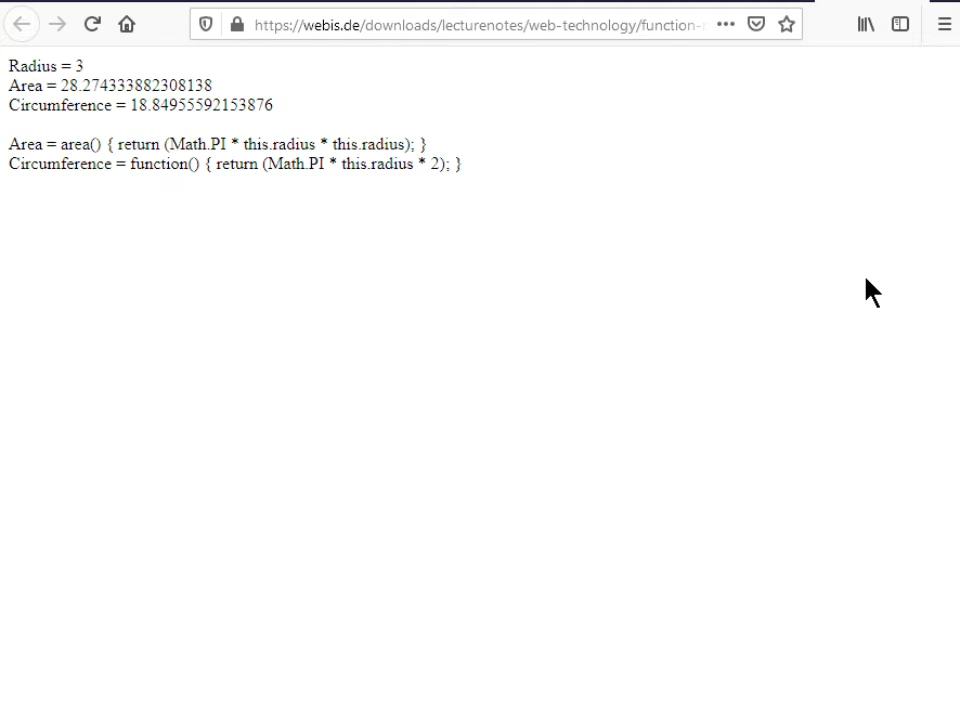 https://webis.de/downloads/lecturenotes/web-technology/function-
Radius = 3
Area = 28.274333882308138
Circumference = 18.84955592153876
Area = area() { return (Math.PI * this.radius * this.radius); }
Circumference = function() { return (Math.PI * this.radius * 2); }